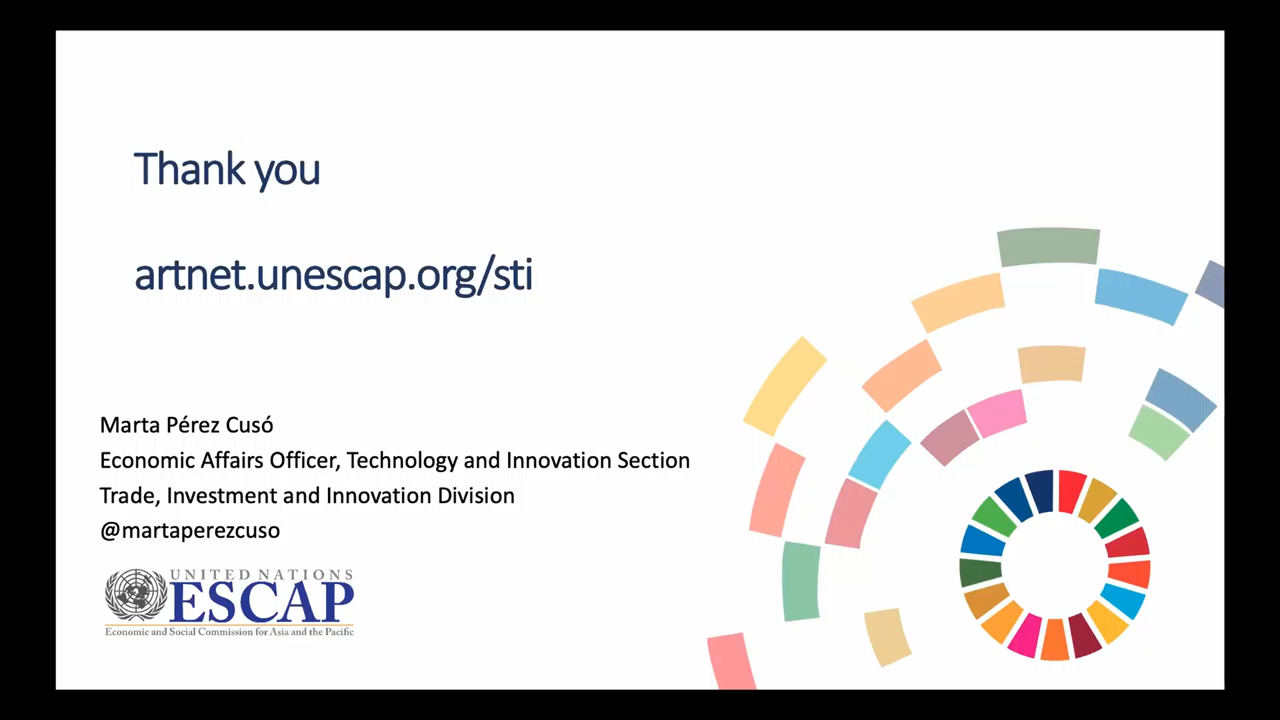 Thank you
artnet.unescap.org/sti
Marta Pérez Cusó
Economic Affairs Officer, Technology and Innovation Section
Trade, Investment and Innovation Division
@martaperezcuso
UNITED NATIONS
ESCAP
Economic and Social Commission for Asia and the Pacific